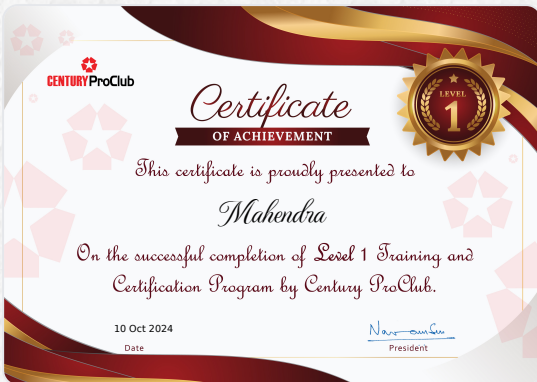 CENTURY ProClub
Certificate
OF ACHIEVEMENT
LEVEL
1
This certificate is proudly presented to
Mahendra
On the successful completion of Level 1 Training and
Certification Program by Century ProClub.
10 Oct 2024
Date
President